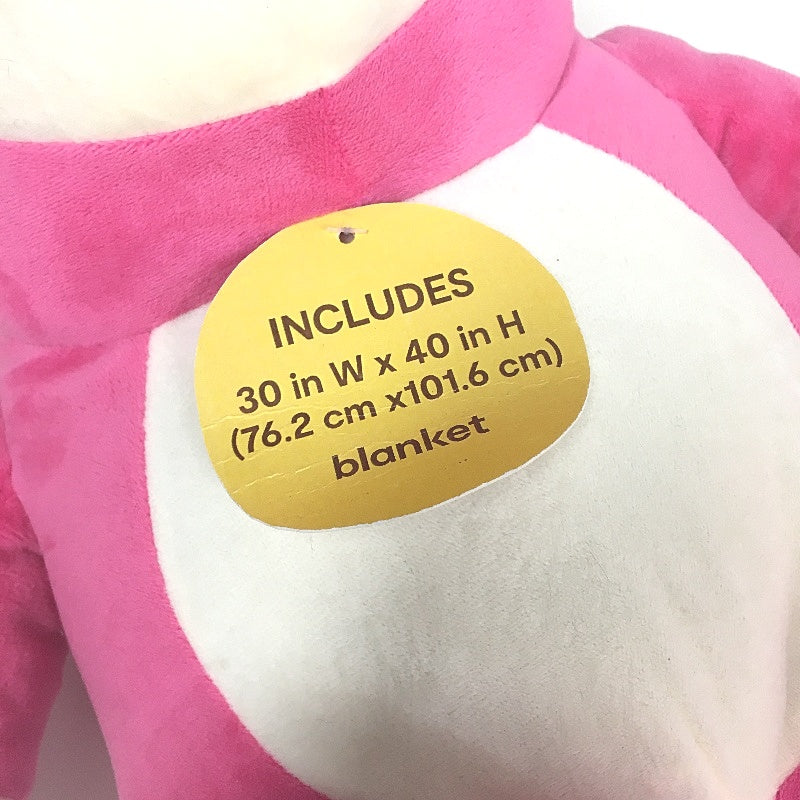 INCLUDES
30 in W x 40 in H
(76.2 cm x101.6 cm)
blanket